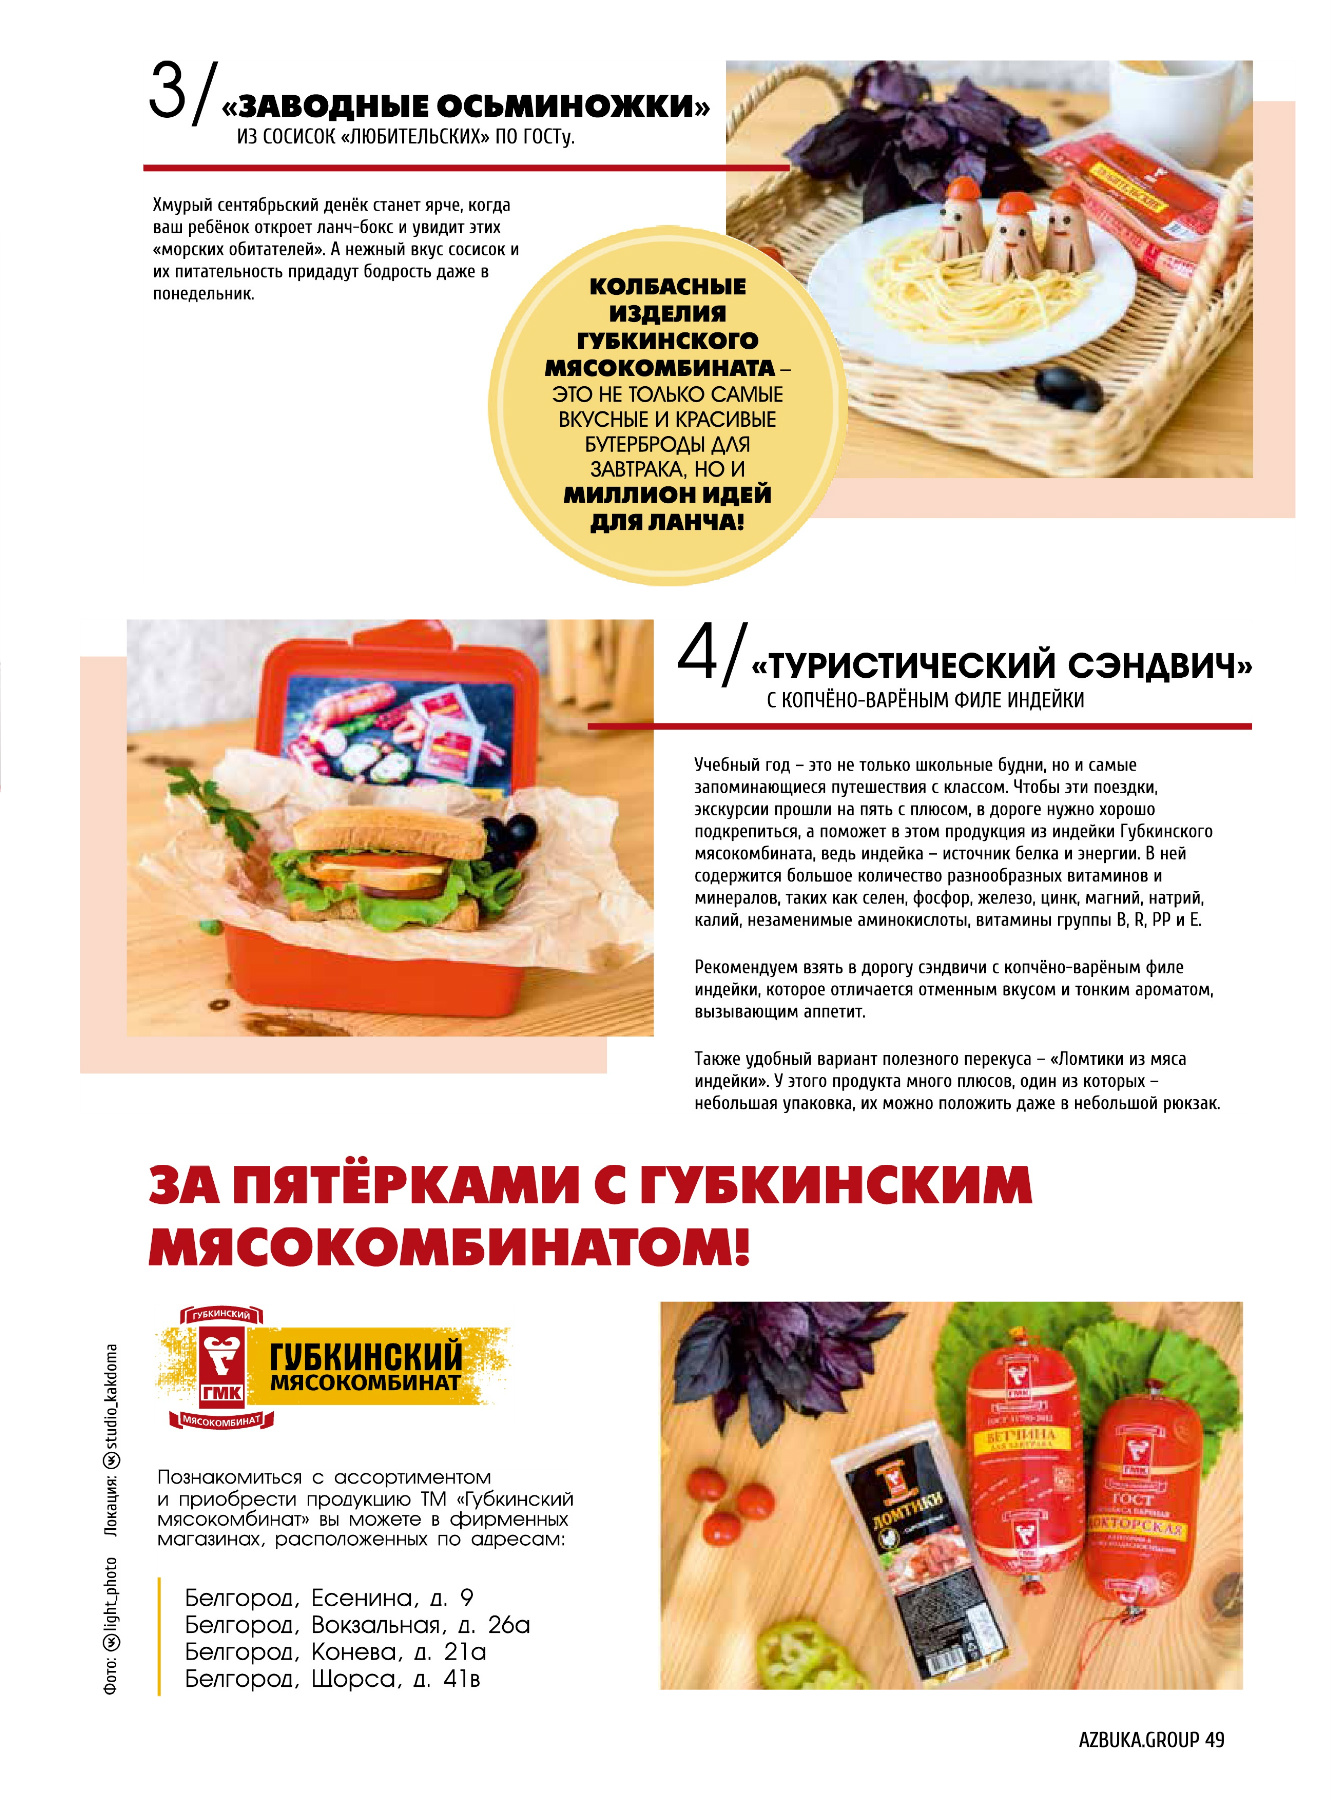 3/ «ЗАВОДНЫЕ ОСЬМИНОЖКИ»
ИЗ СОСИСОК «ЛЮБИТЕЛЬСКИХ» ПО ГОСТу.
Хмурый сентябрьский денёк станет ярче, когда
ваш ребёнок откроет ланч-бокс и увидит этих
«морских обитателей». А нежный вкус сосисок и
их питательность придадут бодрость даже в
понедельник.
ЛЮБИТЕЛЬСКИЕ
КОЛБАСНЫЕ
ИЗДЕЛИЯ
ГУБКИНСКОГО
МЯСОКОМБИНАТА –
ЭТО НЕ ТОЛЬКО САМЫЕ
ВКУСНЫЕ И КРАСИВЫЕ
БУТЕРБРОДЫ ДЛЯ
ЗАВТРАКА, НО И
МИЛЛИОН ИДЕЙ
ДЛЯ ЛАНЧА!
4/ «ТУРИСТИЧЕСКИЙ СЭНДВИЧ»
С КОПЧЁНО-ВАРЁНЫМ ФИЛЕ ИНДЕЙКИ
Учебный год – это не только школьные будни, но и самые
запоминающиеся путешествия с классом. Чтобы эти поездки,
экскурсии прошли на пять с плюсом, в дороге нужно хорошо
подкрепиться, а поможет в этом продукция из индейки Губкинского
мясокомбината, ведь индейка – источник белка и энергии. В ней
содержится большое количество разнообразных витаминов и
минералов, таких как селен, фосфор, железо, цинк, магний, натрий,
калий, незаменимые аминокислоты, витамины группы В, R, РР и Е.
Рекомендуем взять в дорогу сэндвичи с копчёно-варёным филе
индейки, которое отличается отменным вкусом и тонким ароматом,
вызывающим аппетит.
Также удобный вариант полезного перекуса – «Ломтики из мяса
индейки». У этого продукта много плюсов, один из которых –
небольшая упаковка, их можно положить даже в небольшой рюкзак.
ЗА ПЯТЁРКАМИ С ГУБКИНСКИМ
МЯСОКОМБИНАТОМ!
ГУБКИНСКИЙ
ГМК
МЯСОКОМБИНАТ
ГУБКИНСКИЙ
МЯСОКОМБИНАТ
Познакомиться с ассортиментом
и приобрести продукцию ТМ «Губкинский
мясокомбинат» вы можете в фирменных
магазинах, расположенных по адресам:
Белгород, Есенина, д. 9
Белгород, Вокзальная, д. 26а
Белгород, Конева, д. 21а
Белгород, Щорса, д. 41в
Фото: light_photo Локация: studio_kakdoma
ЛОМТИКИ
ГМК
ВЕТЧИНА
ДЛЯ ЗАВТРАКА
ГМК
ГОСТ
ДОКТОРСКАЯ
AZBUKA.GROUP 49